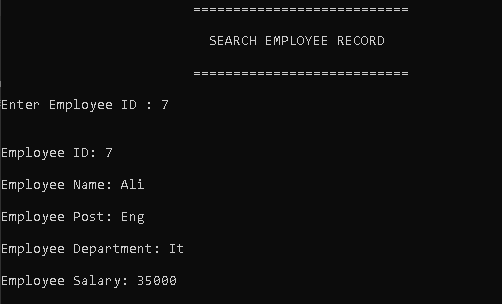 ===========================
SEARCH EMPLOYEE RECORD
===========================
Enter Employee ID : 7
Employee ID: 7
Employee Name: Ali
Employee Post: Eng
Employee Department: It
Employee Salary: 35000